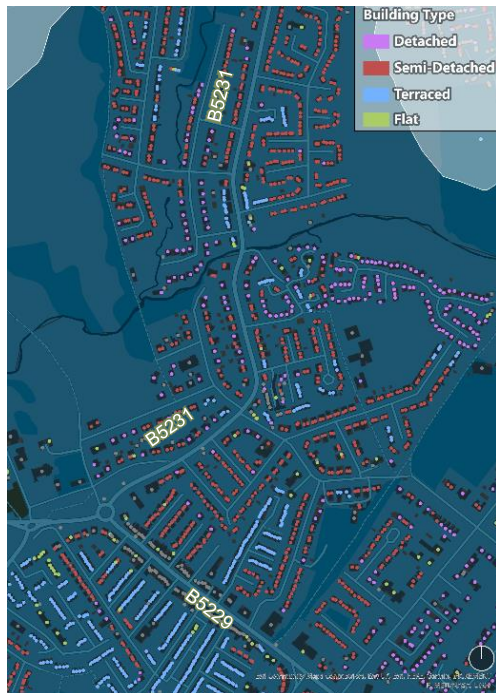 Building Type
Detached
Semi-Detached
Terraced
Flat
B5231
B5231
B5229